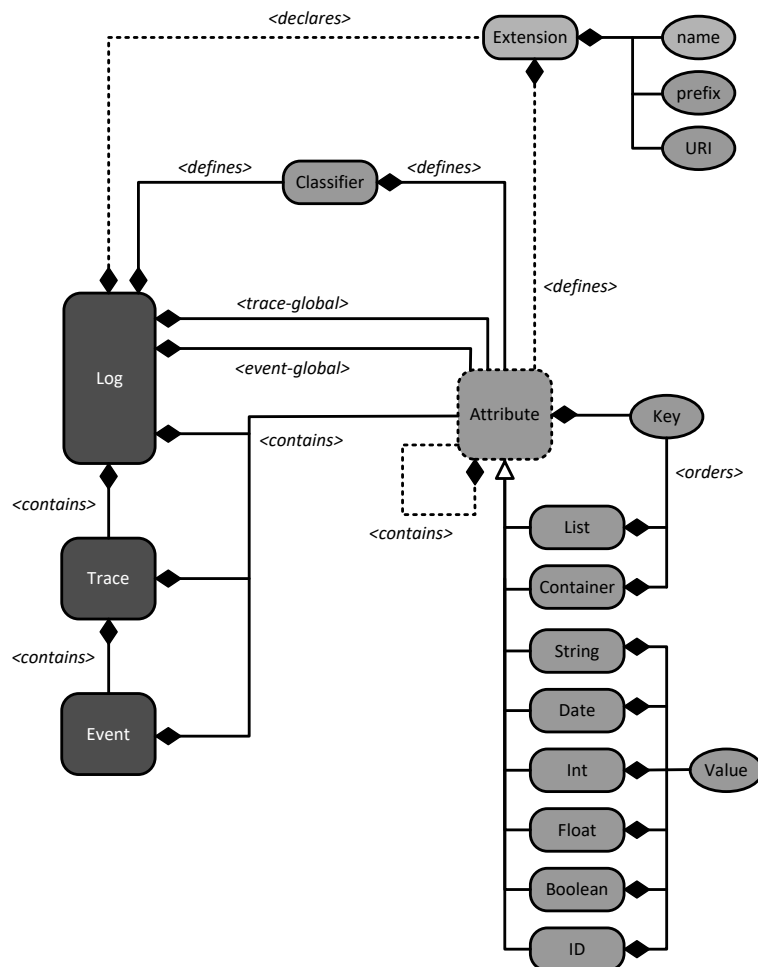 <declares>
Extension
name
prefix
URI
<defines>
Classifier
<defines>
<defines>
<trace-global>
Log
<event-global>
Attribute
Key
<contains>
<orders>
<contains>
<contains>
List
Trace
Container
<contains>
String
Date
Event
Int
Value
Float
Boolean
ID